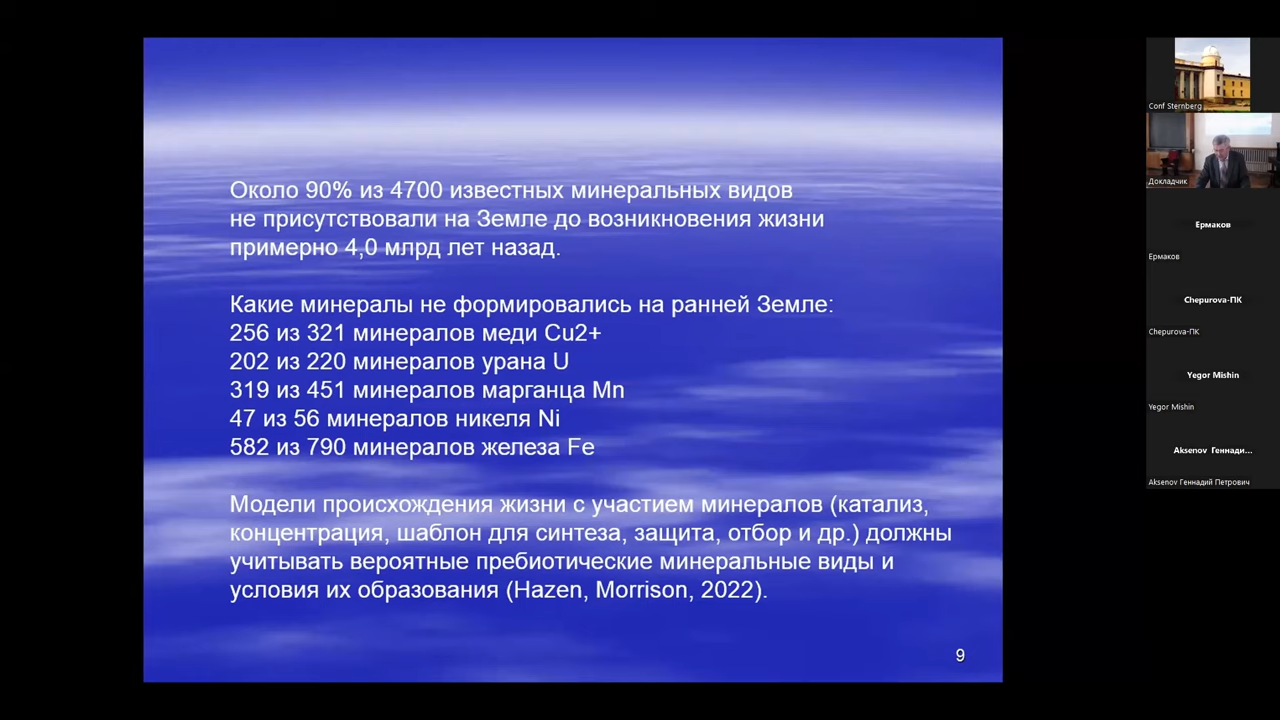 Около 90% из 4700 известных минеральных видов
не присутствовали на Земле до возникновения жизни
примерно 4,0 млрд лет назад.
Какие минералы не формировались на ранней Земле:
256 из 321 минералов меди Cu2+
202 из 220 минералов урана U
319 из 451 минералов марганца Mn
47 из 56 минералов никеля Ni
582 из 790 минералов железа Fe
Модели происхождения жизни с участием минералов (катализ,
концентрация, шаблон для синтеза, защита, отбор и др.) должны
учитывать вероятные пребиотические минеральные виды и
условия их образования (Hazen, Morrison, 2022).
9
Conf Sternberg
Докладчик
Ермаков
Ермаков
Chepurova-ПК
Chepurova-ПК
Yegor Mishin
Yegor Mishin
Aksenov Геннади...
Aksenov Геннадий Петрович